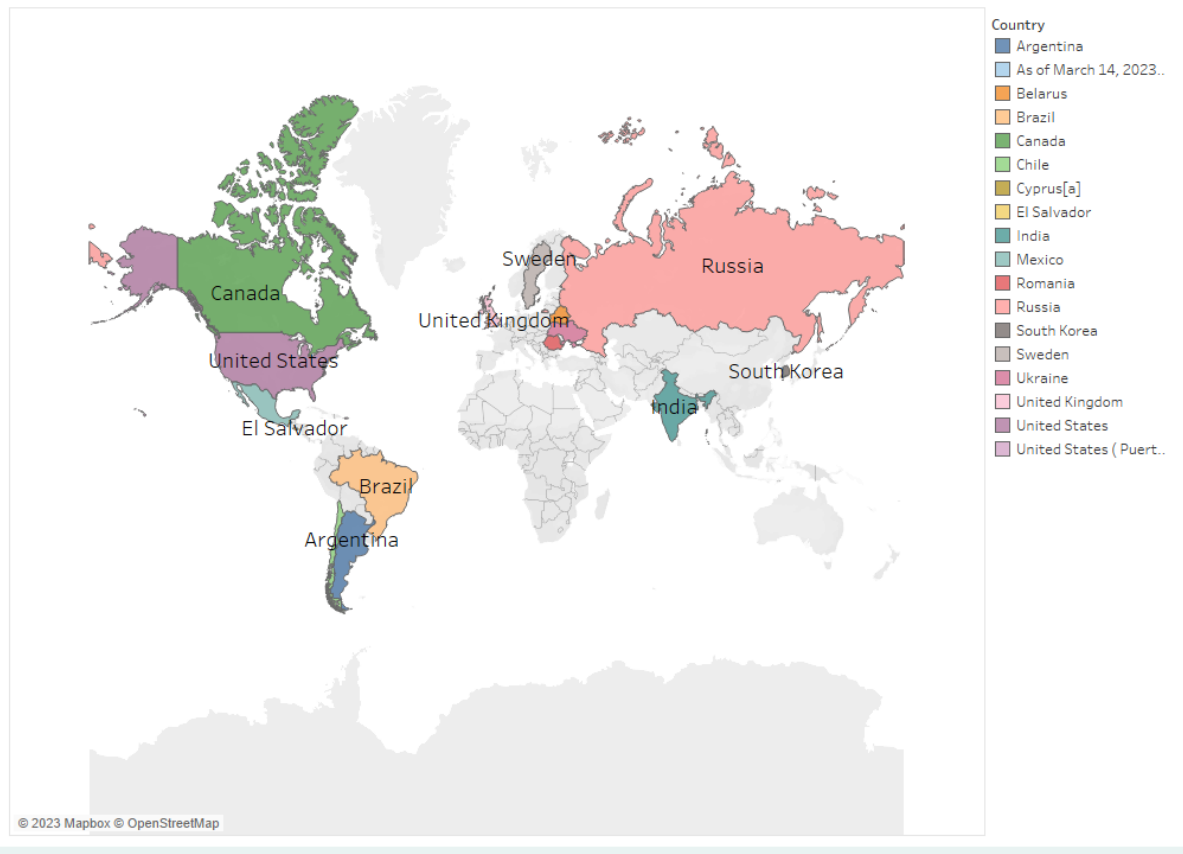 Country
Argentina
As of March 14, 2023..
Belarus
Brazil
Canada
Chile
Cyprus[a]
El Salvador
India
Mexico
Romania
Russia
South Korea
Sweden
Ukraine
United Kingdom
United States
United States ( Puert..
Sweden
Russia
Canada
United Kingdom
United States
South Korea
India
El Salvador
Brazil
Argentina
© 2023 Mapbox © OpenStreetMap